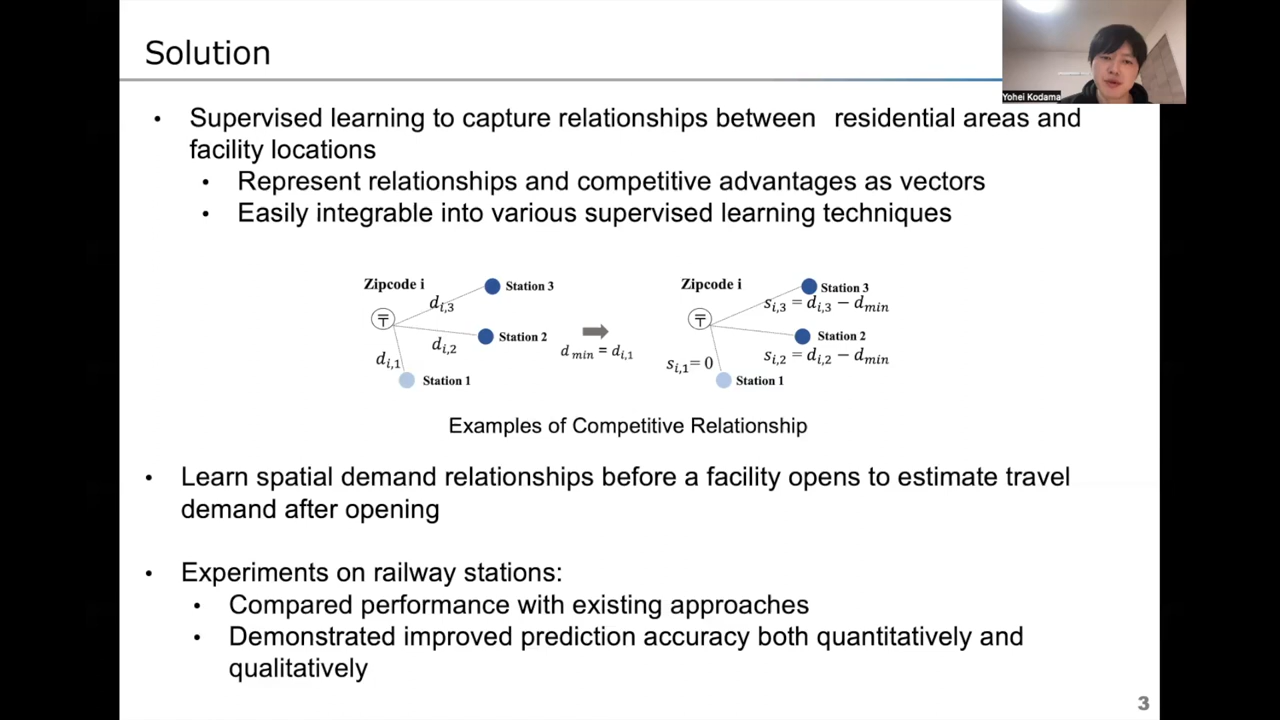 Solution
Yohei Kodama
• Supervised learning to capture relationships between residential areas and
facility locations
• Represent relationships and competitive advantages as vectors
• Easily integrable into various supervised learning techniques
Zipcode i
〒
d_{i,3}
Station 3
d_{i,2}
Station 2
d_{i,1}
Station 1
d_{min} = d_{i,1}
Zipcode i
〒
Station 3
s_{i,3} = d_{i,3} − d_{min}
Station 2
s_{i,2} = d_{i,2} − d_{min}
s_{i,1} = 0
Station 1
Examples of Competitive Relationship
• Learn spatial demand relationships before a facility opens to estimate travel
demand after opening
• Experiments on railway stations:
• Compared performance with existing approaches
• Demonstrated improved prediction accuracy both quantitatively and
qualitatively
3